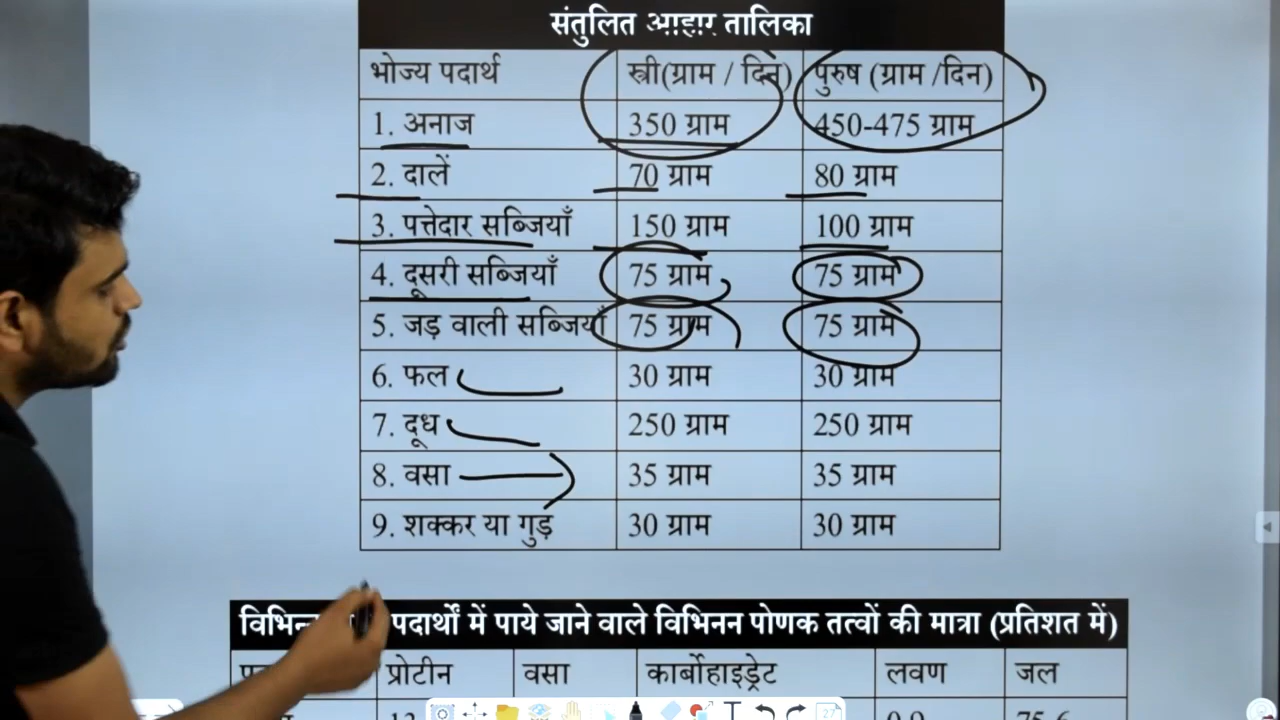 संतुलित आहार तालिका
भोज्य पदार्थ स्त्री(ग्राम / दिन) पुरुष (ग्राम /दिन)
1. अनाज 350 ग्राम 450-475 ग्राम
2. दालें 70 ग्राम 80 ग्राम
3. पत्तेदार सब्जियाँ 150 ग्राम 100 ग्राम
4. दूसरी सब्जियाँ 75 ग्राम 75 ग्राम
5. जड़ वाली सब्जियाँ 75 ग्राम 75 ग्राम
6. फल 30 ग्राम 30 ग्राम
7. दूध 250 ग्राम 250 ग्राम
8. वसा 35 ग्राम 35 ग्राम
9. शक्कर या गुड़ 30 ग्राम 30 ग्राम
पदार्थों में पाये जाने वाले विभिनन पोणक तत्वों की मात्रा (प्रतिशत में)
प्रोटीन वसा कार्बोहाइड्रेट लवण जल